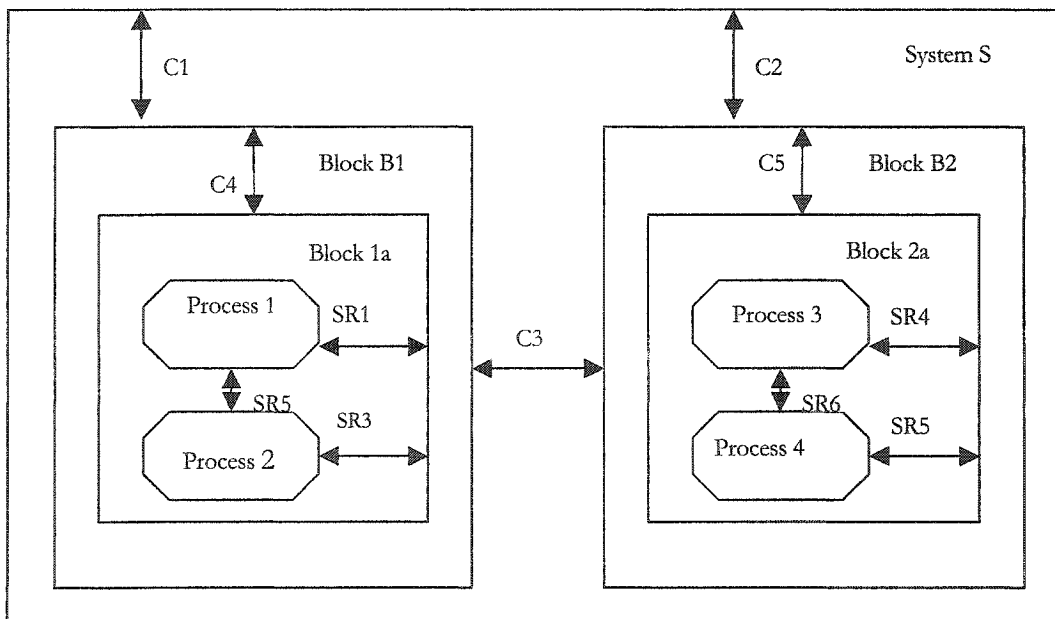 System S
C1
C2
Block B1
Block B2
C4
C5
Block 1a
Block 2a
Process 1
SR1
Process 3
SR4
C3
SR5
SR3
SR6
SR5
Process 2
Process 4